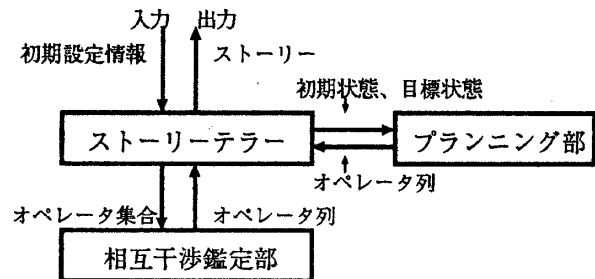 入力 出力
初期設定情報 ストーリー
初期状態、目標状態
ストーリーテラー プランニング部
オペレータ列
オペレータ集合 オペレータ列
相互干渉鑑定部